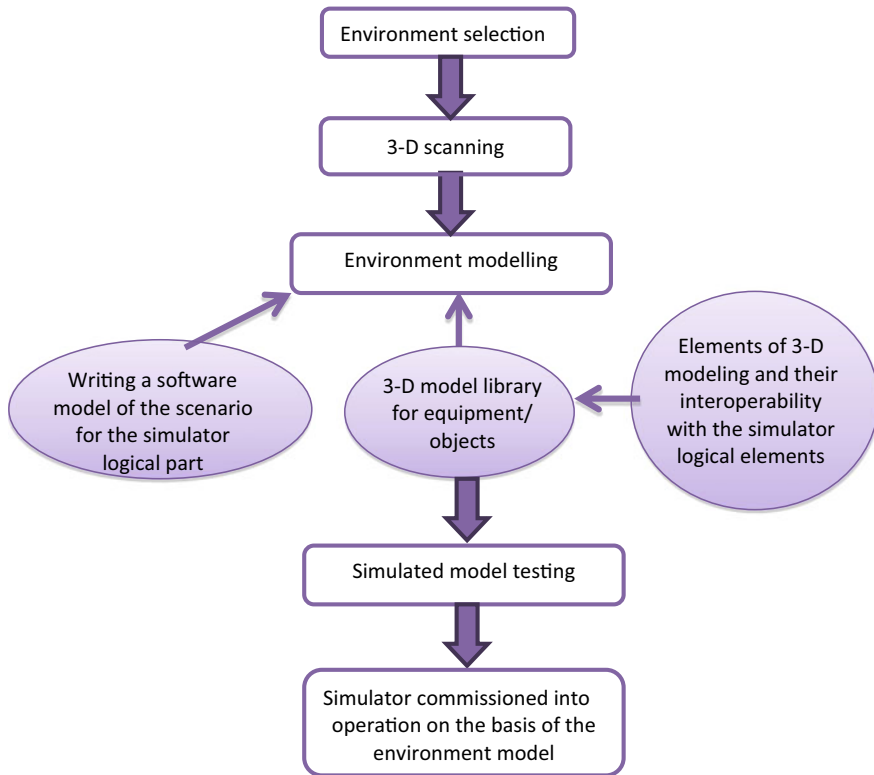 Environment selection
3-D scanning
Environment modelling
Writing a software
model of the scenario
for the simulator
logical part
3-D model library
for equipment/
objects
Elements of 3-D
modeling and their
interoperability
with the simulator
logical elements
Simulated model testing
Simulator commissioned into
operation on the basis of the
environment model